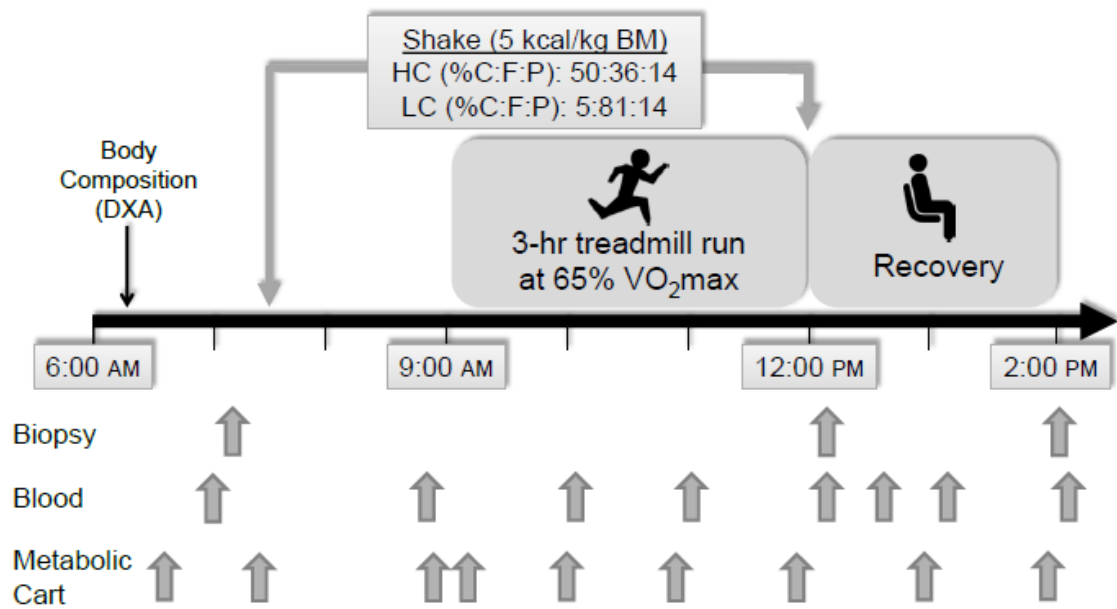 Shake (5 kcal/kg BM)
HC (%C:F:P): 50:36:14
LC (%C:F:P): 5:81:14
Body
Composition
(DXA)
3-hr treadmill run
at 65% VO₂max
Recovery
6:00 AM
9:00 AM
12:00 PM
2:00 PM
Biopsy
Blood
Metabolic
Cart